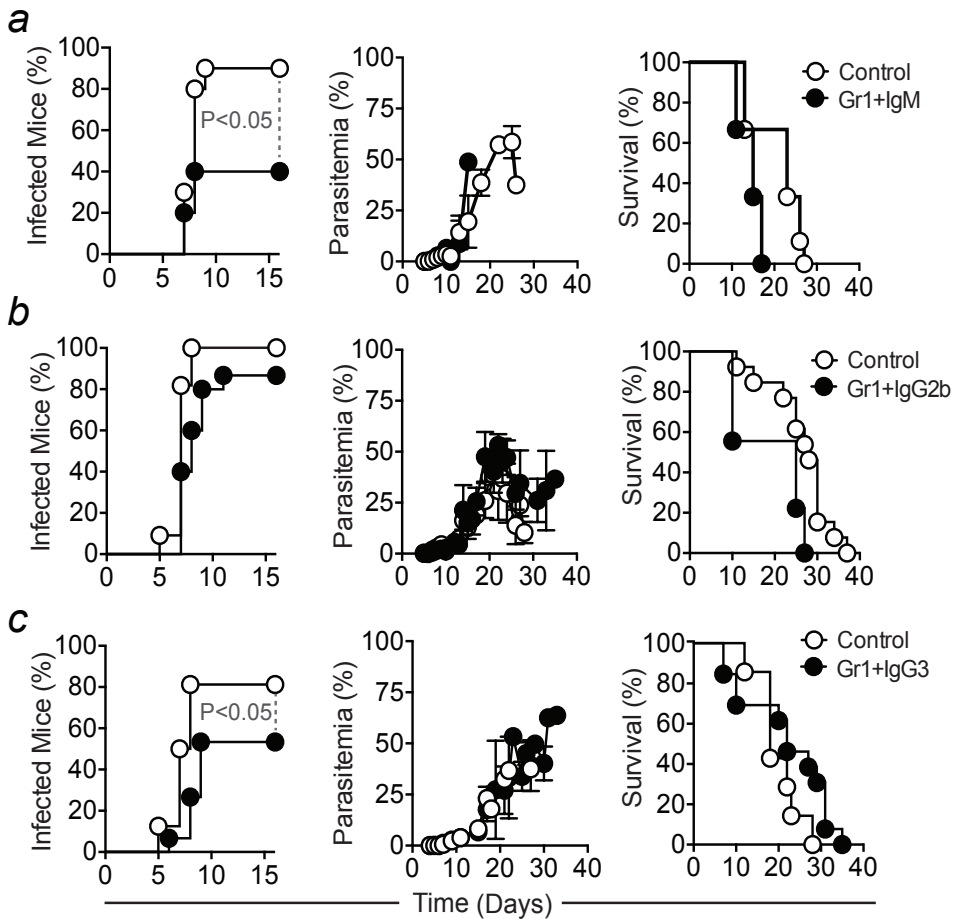 a
Infected Mice (%)
100
80
60
40
20
0
P<0.05
0 5 10 15
Parasitemia (%)
100
75
50
25
0
0 10 20 30 40
Survival (%)
100
80
60
40
20
0
0 10 20 30 40
Control
Gr1+IgM
b
Infected Mice (%)
100
80
60
40
20
0
0 5 10 15
Parasitemia (%)
100
75
50
25
0
0 10 20 30 40
Survival (%)
100
80
60
40
20
0
0 10 20 30 40
Control
Gr1+IgG2b
c
Infected Mice (%)
100
80
60
40
20
0
P<0.05
0 5 10 15
Parasitemia (%)
100
75
50
25
0
0 10 20 30 40
Survival (%)
100
80
60
40
20
0
0 10 20 30 40
Control
Gr1+IgG3
Time (Days)